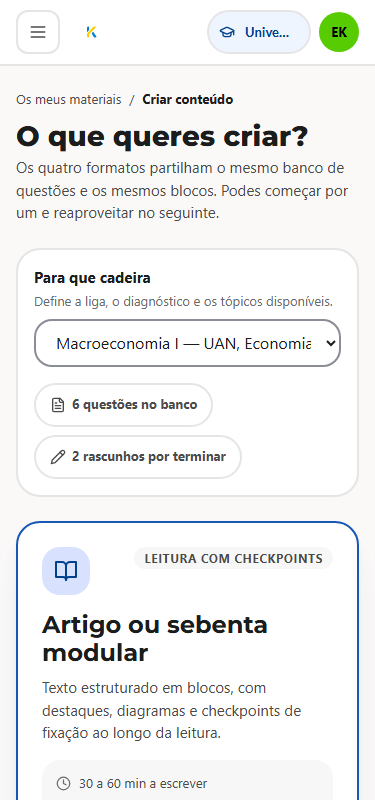 K
Unive...
EK
Os meus materiais / Criar conteúdo
O que queres criar?
Os quatro formatos partilham o mesmo banco de
questões e os mesmos blocos. Podes começar por
um e reaproveitar no seguinte.
Para que cadeira
Define a liga, o diagnóstico e os tópicos disponíveis.
Macroeconomia I — UAN, Economia
6 questões no banco
2 rascunhos por terminar
LEITURA COM CHECKPOINTS
Artigo ou sebenta
modular
Texto estruturado em blocos, com
destaques, diagramas e checkpoints de
fixação ao longo da leitura.
30 a 60 min a escrever